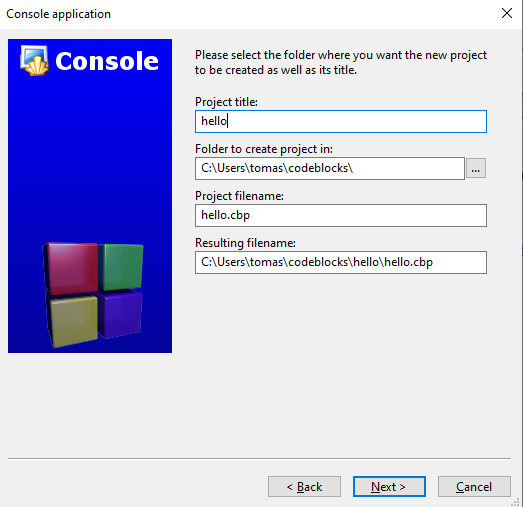 Console application
Console
Please select the folder where you want the new project
to be created as well as its title.
Project title:
hello
Folder to create project in:
C:\Users\tomas\codeblocks\
...
Project filename:
hello.cbp
Resulting filename:
C:\Users\tomas\codeblocks\hello\hello.cbp
< Back
Next >
Cancel